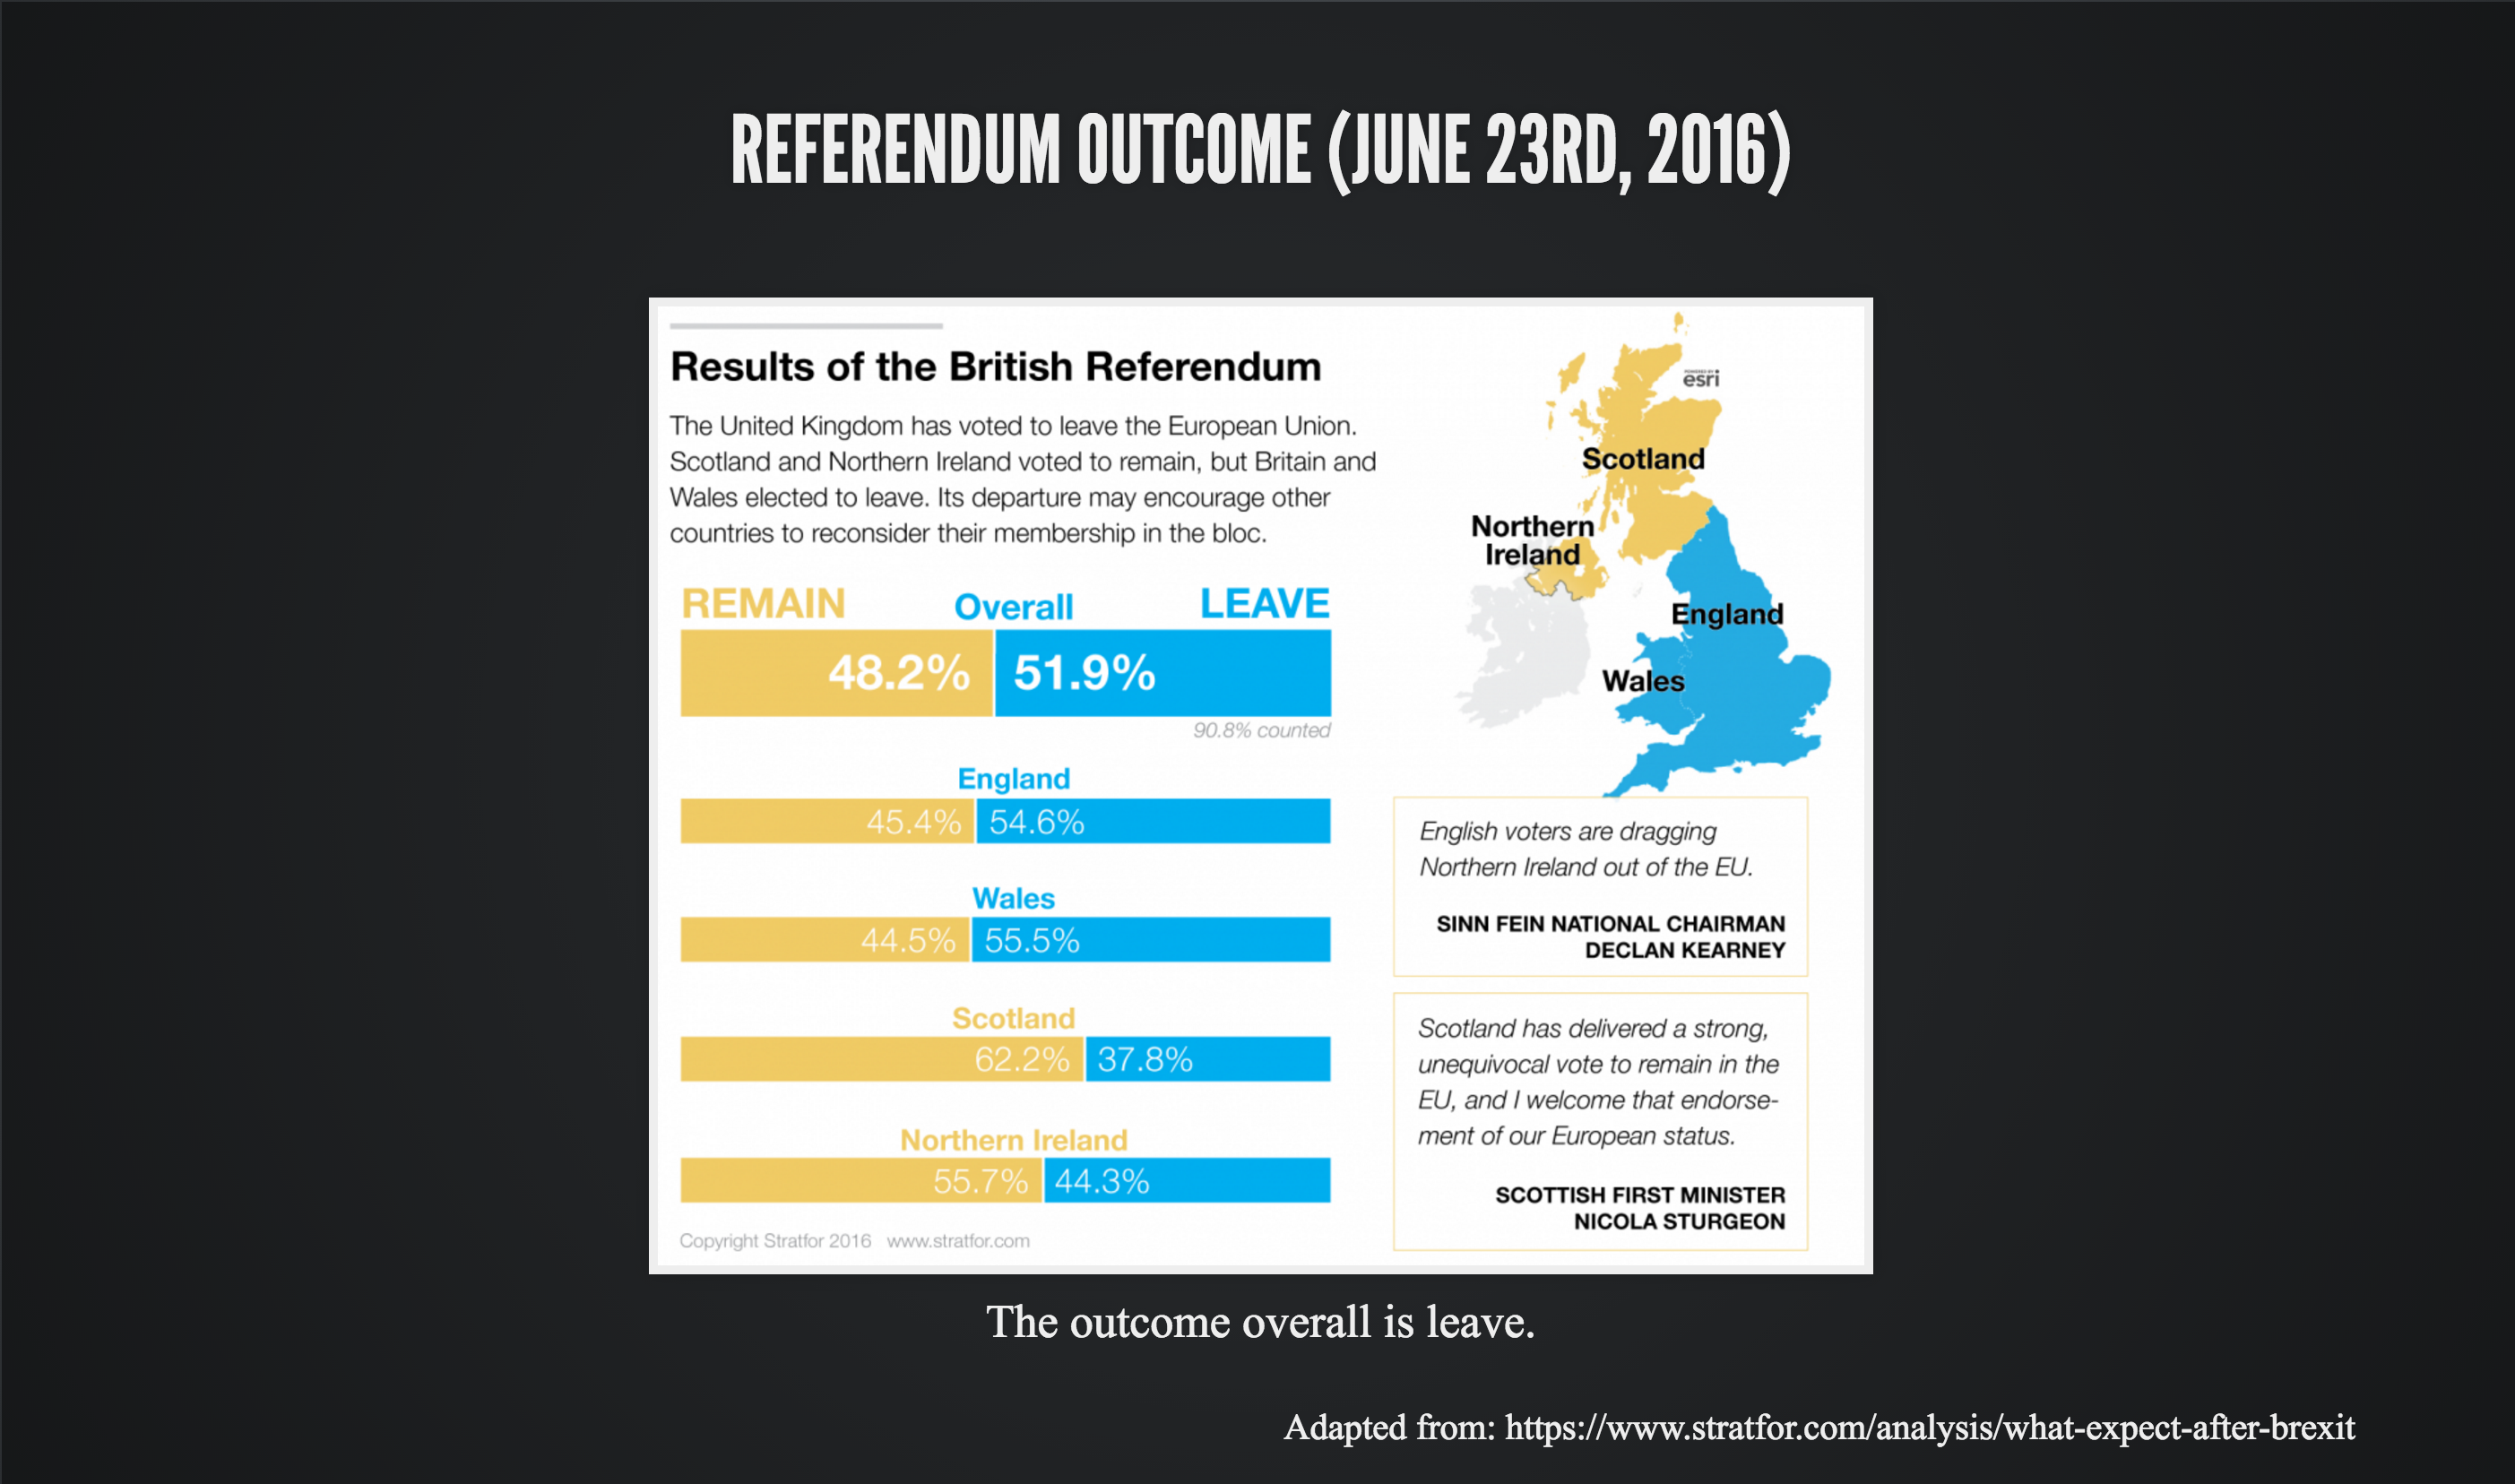 REFERENDUM OUTCOME (JUNE 23RD, 2016)
Results of the British Referendum
The United Kingdom has voted to leave the European Union.
Scotland and Northern Ireland voted to remain, but Britain and
Wales elected to leave. Its departure may encourage other
countries to reconsider their membership in the bloc.
REMAIN Overall LEAVE
48.2% 51.9%
90.8% counted
England
45.4% 54.6%
Wales
44.5% 55.5%
Scotland
62.2% 37.8%
Northern Ireland
55.7% 44.3%
Copyright Stratfor 2016 www.stratfor.com
POWERED BY
esri
Scotland
Northern
Ireland
England
Wales
English voters are dragging
Northern Ireland out of the EU.
SINN FEIN NATIONAL CHAIRMAN
DECLAN KEARNEY
Scotland has delivered a strong,
unequivocal vote to remain in the
EU, and I welcome that endorse-
ment of our European status.
SCOTTISH FIRST MINISTER
NICOLA STURGEON
The outcome overall is leave.
Adapted from: https://www.stratfor.com/analysis/what-expect-after-brexit